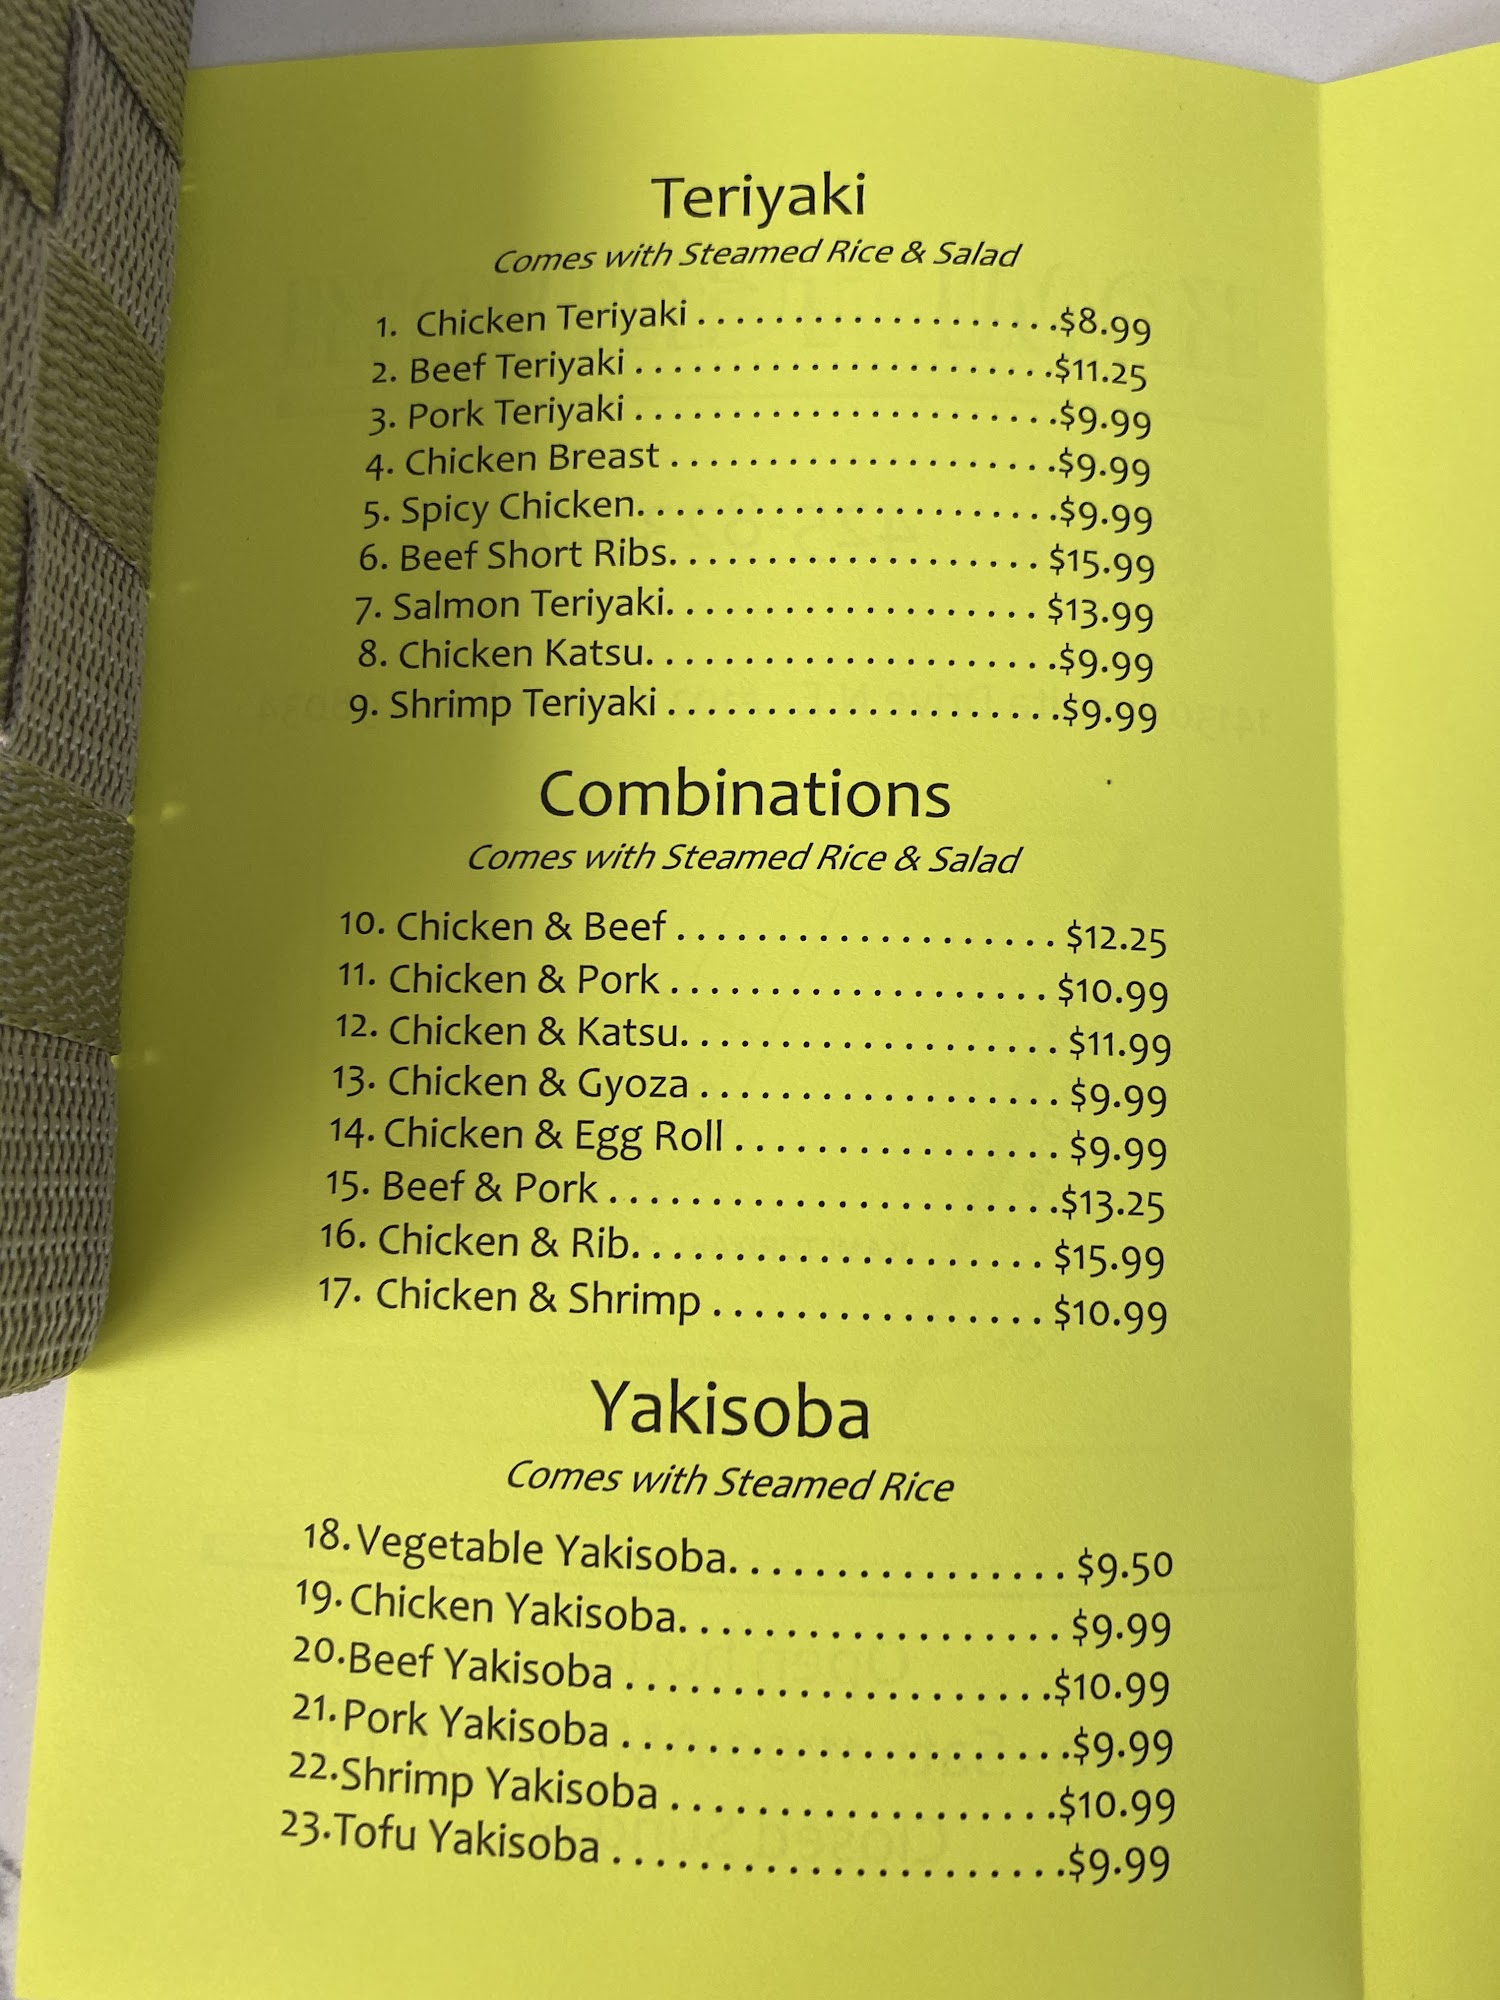 Teriyaki
Comes with Steamed Rice & Salad
1. Chicken Teriyaki . . . . . . . . . . . . . . . . . . .$8.99
2. Beef Teriyaki . . . . . . . . . . . . . . . . . . . . . .$11.25
3. Pork Teriyaki . . . . . . . . . . . . . . . . . . . . . .$9.99
4. Chicken Breast . . . . . . . . . . . . . . . . . . . .$9.99
5. Spicy Chicken. . . . . . . . . . . . . . . . . . . . . .$9.99
6. Beef Short Ribs. . . . . . . . . . . . . . . . . . . $15.99
7. Salmon Teriyaki. . . . . . . . . . . . . . . . . . . $13.99
8. Chicken Katsu. . . . . . . . . . . . . . . . . . . . .$9.99
9. Shrimp Teriyaki . . . . . . . . . . . . . . . . . . . .$9.99
Combinations
Comes with Steamed Rice & Salad
10. Chicken & Beef . . . . . . . . . . . . . . . . . . . $12.25
11. Chicken & Pork . . . . . . . . . . . . . . . . . . . $10.99
12. Chicken & Katsu. . . . . . . . . . . . . . . . . . . $11.99
13. Chicken & Gyoza . . . . . . . . . . . . . . . . . . $9.99
14. Chicken & Egg Roll . . . . . . . . . . . . . . . . $9.99
15. Beef & Pork . . . . . . . . . . . . . . . . . . . . . . .$13.25
16. Chicken & Rib. . . . . . . . . . . . . . . . . . . . . $15.99
17. Chicken & Shrimp . . . . . . . . . . . . . . . . $10.99
Yakisoba
Comes with Steamed Rice
18. Vegetable Yakisoba. . . . . . . . . . . . . . . . $9.50
19. Chicken Yakisoba. . . . . . . . . . . . . . . . . . $9.99
20. Beef Yakisoba . . . . . . . . . . . . . . . . . . . .$10.99
21. Pork Yakisoba . . . . . . . . . . . . . . . . . . . . .$9.99
22. Shrimp Yakisoba . . . . . . . . . . . . . . . . . .$10.99
23. Tofu Yakisoba . . . . . . . . . . . . . . . . . . . . .$9.99